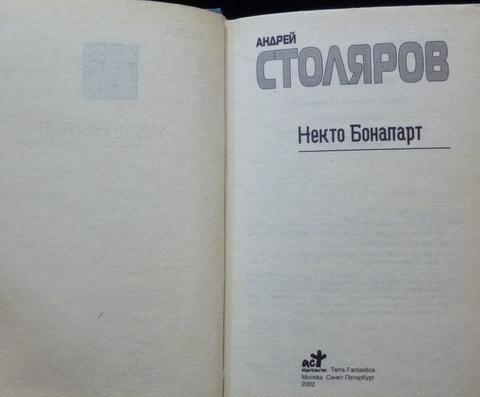 АНДРЕЙ
СТОЛЯРОВ
Некто Бонапарт
аст
издательство Terra Fantastica
Москва Санкт-Петербург
2002